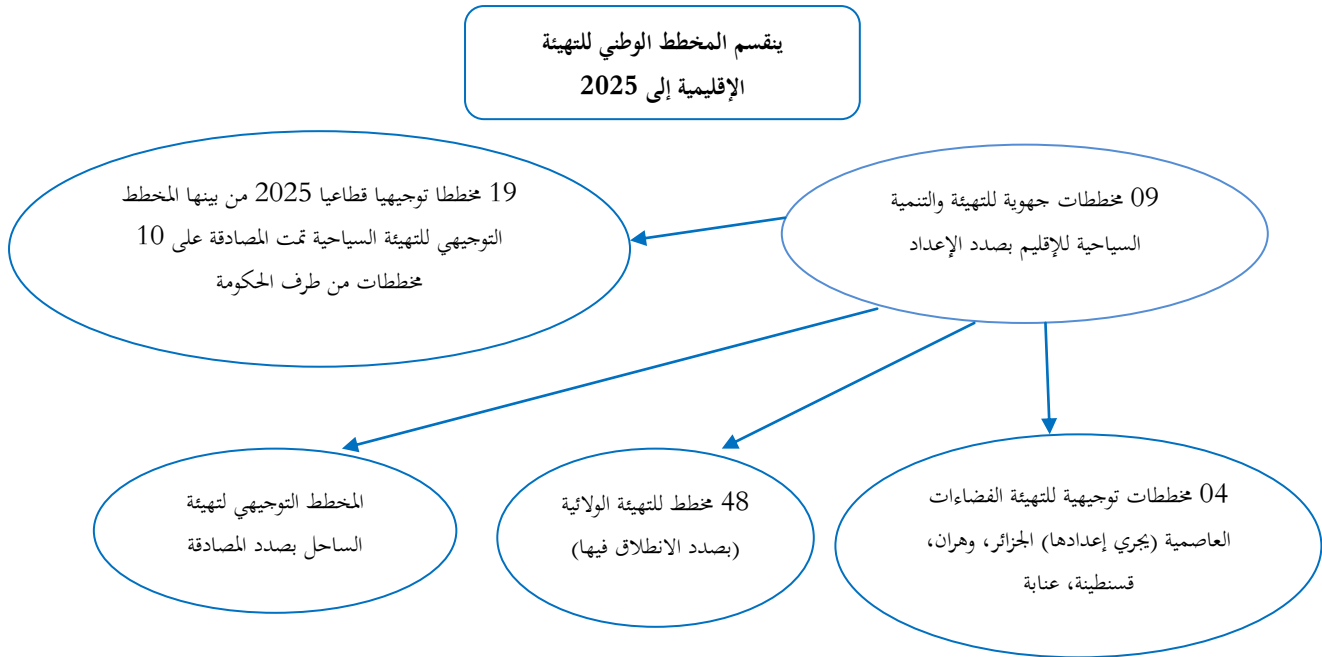 ينقسم المخطط الوطني للتهيئة
الإقليمية إلى 2025
09 مخططات جهوية للتهيئة والتنمية
السياحية للإقليم بصدد الإعداد
19 مخططا توجيهيا قطاعيا 2025 من بينها المخطط
التوجيهي للتهيئة السياحية تمت المصادقة على 10
مخططات من طرف الحكومة
04 مخططات توجيهية للتهيئة الفضاءات
العاصمية (يجري إعدادها) الجزائر، وهران،
قسنطينة، عنابة
48 مخطط للتهيئة الولائية
(بصدد الانطلاق فيها)
المخطط التوجيهي لتهيئة
الساحل بصدد المصادقة